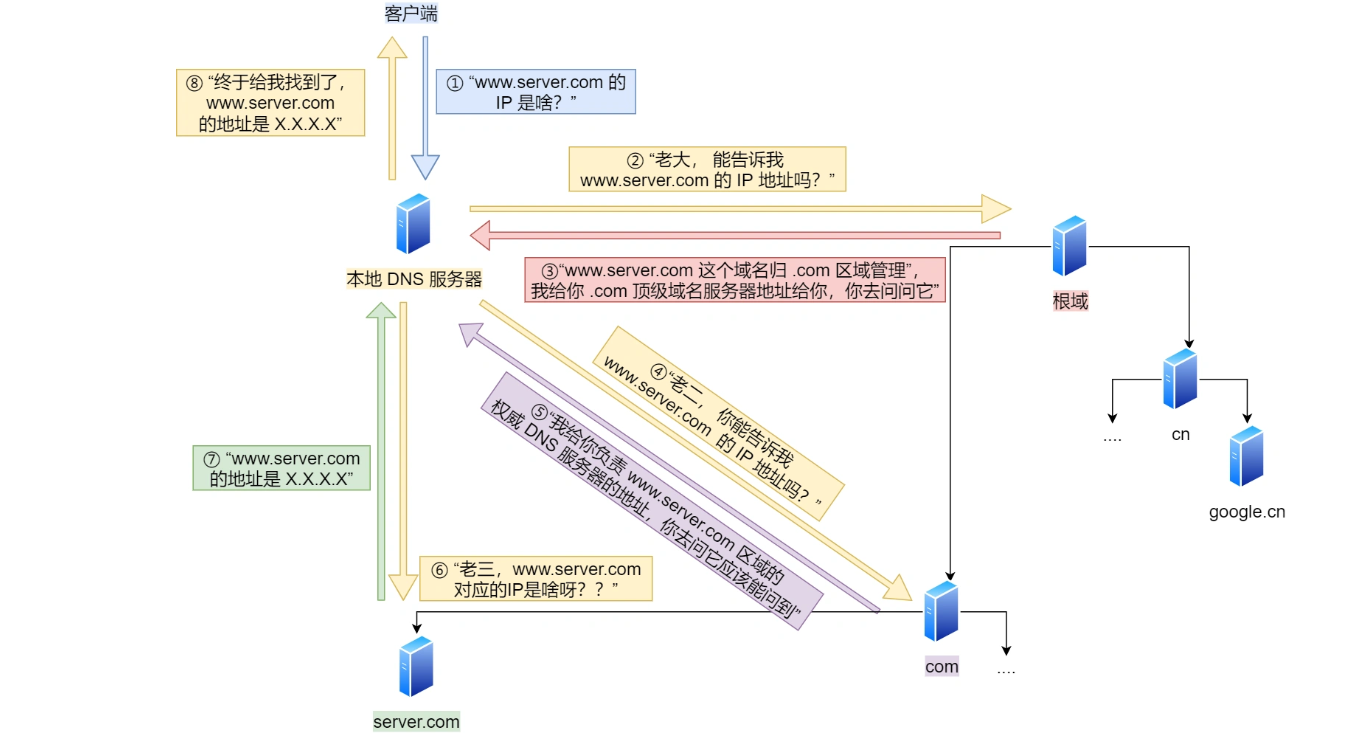 客户端
① “www.server.com 的
IP 是啥？”
⑧ “终于给我找到了，
www.server.com
的地址是 X.X.X.X”
② “老大， 能告诉我
www.server.com 的 IP 地址吗？”
本地 DNS 服务器
③“www.server.com 这个域名归 .com 区域管理”，
我给你 .com 顶级域名服务器地址给你，你去问问它”
根域
④ “老二， 你能告诉我
www.server.com 的 IP 地址吗？”
⑤ “我给你负责 www.server.com 区域的
权威 DNS 服务器的地址，你去问它应该能问到”
....
cn
google.cn
⑦ “www.server.com
的地址是 X.X.X.X”
⑥ “老三，www.server.com
对应的IP是啥呀？？”
com
....
server.com